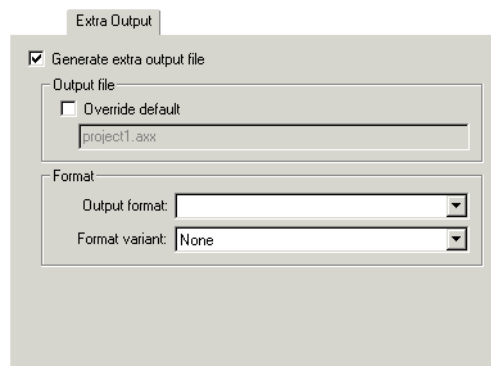 Extra Output
Generate extra output file
Output file
Override default
project1.axx
Format
Output format:
Format variant: None